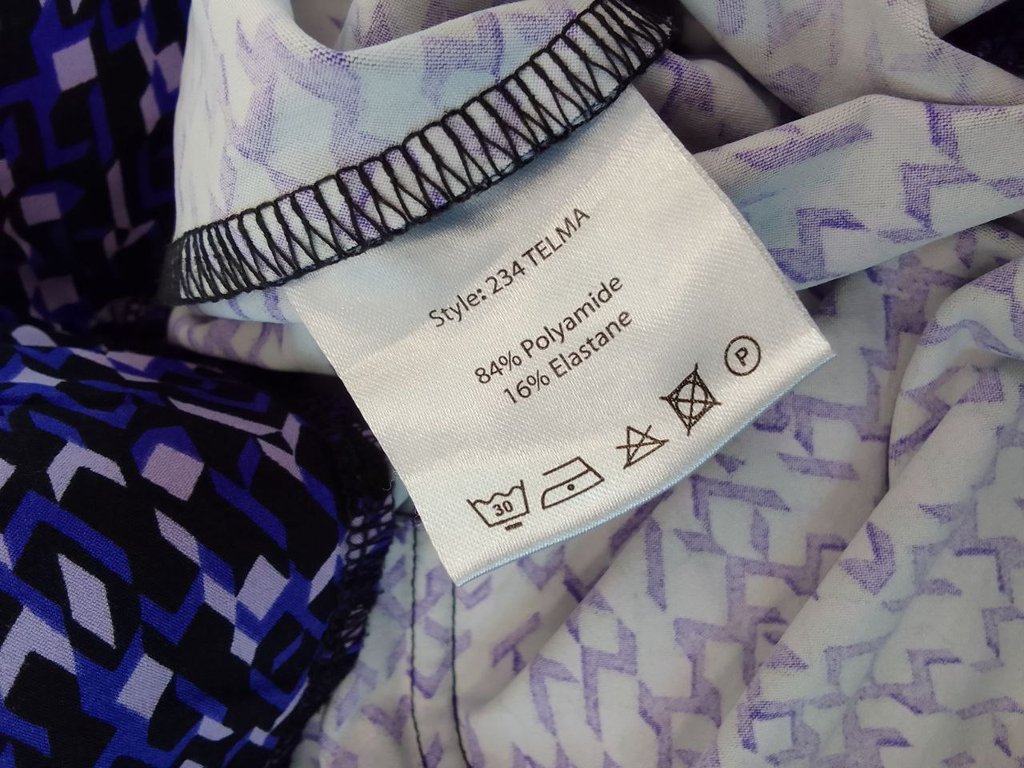 Style: 234 TELMA
84% Polyamide
16% Elastane
30
P